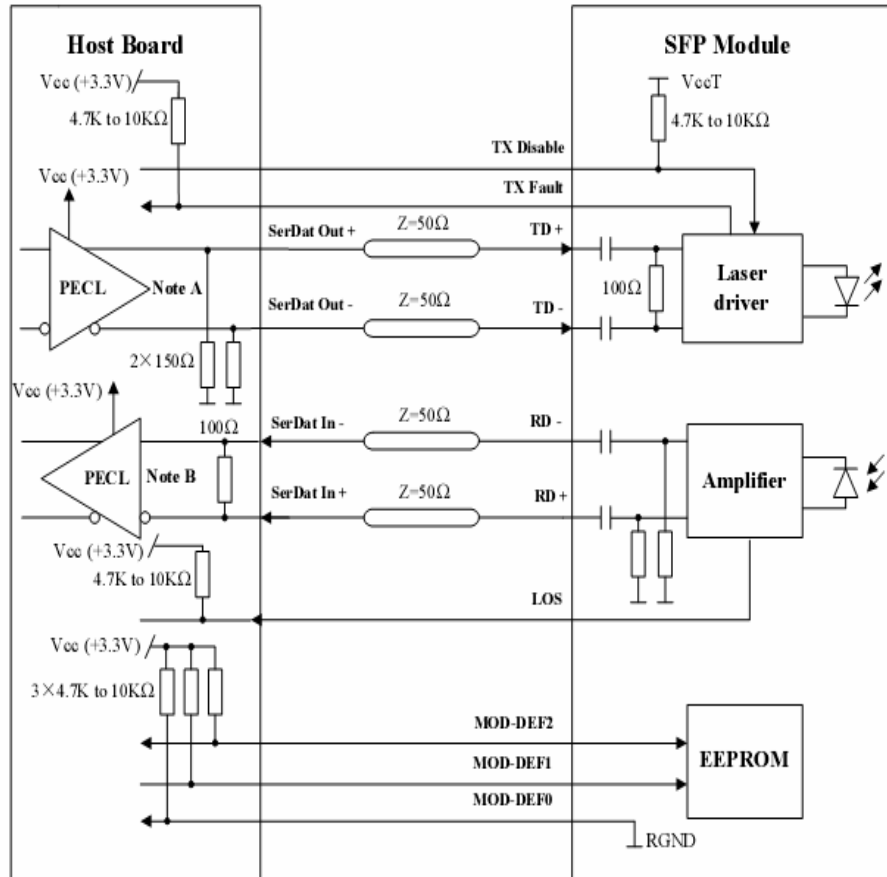 Host Board
SFP Module
Vcc (+3.3V)
VccT
4.7K to 10KΩ
4.7K to 10KΩ
TX Disable
Vcc (+3.3V)
TX Fault
SerDat Out +
Z=50Ω
TD +
PECL
Note A
100Ω
Laser
driver
SerDat Out -
Z=50Ω
TD -
2×150Ω
Vcc (+3.3V)
100Ω
SerDat In -
Z=50Ω
RD -
PECL
Note B
Amplifier
SerDat In +
Z=50Ω
RD +
Vcc (+3.3V)
4.7K to 10KΩ
LOS
Vcc (+3.3V)
3×4.7K to 10KΩ
MOD-DEF2
EEPROM
MOD-DEF1
MOD-DEF0
RGND